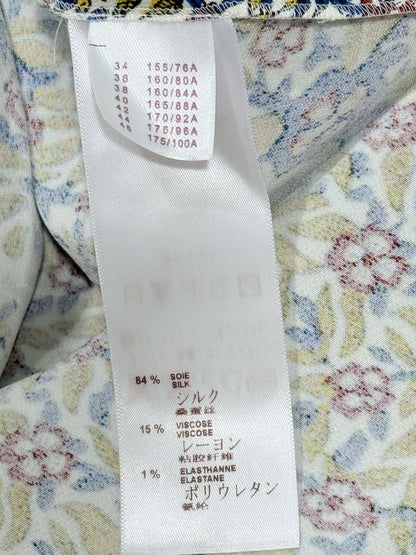 34 155/76A
36 160/80A
38 160/84A
40 165/88A
42 170/92A
44 175/96A
46 175/100A
84 % SOIE
SILK
シルク
桑蚕丝
15 % VISCOSE
VISCOSE
レーヨン
粘胶纤维
1 % ELASTHANNE
ELASTANE
ポリウレタン
氨纶